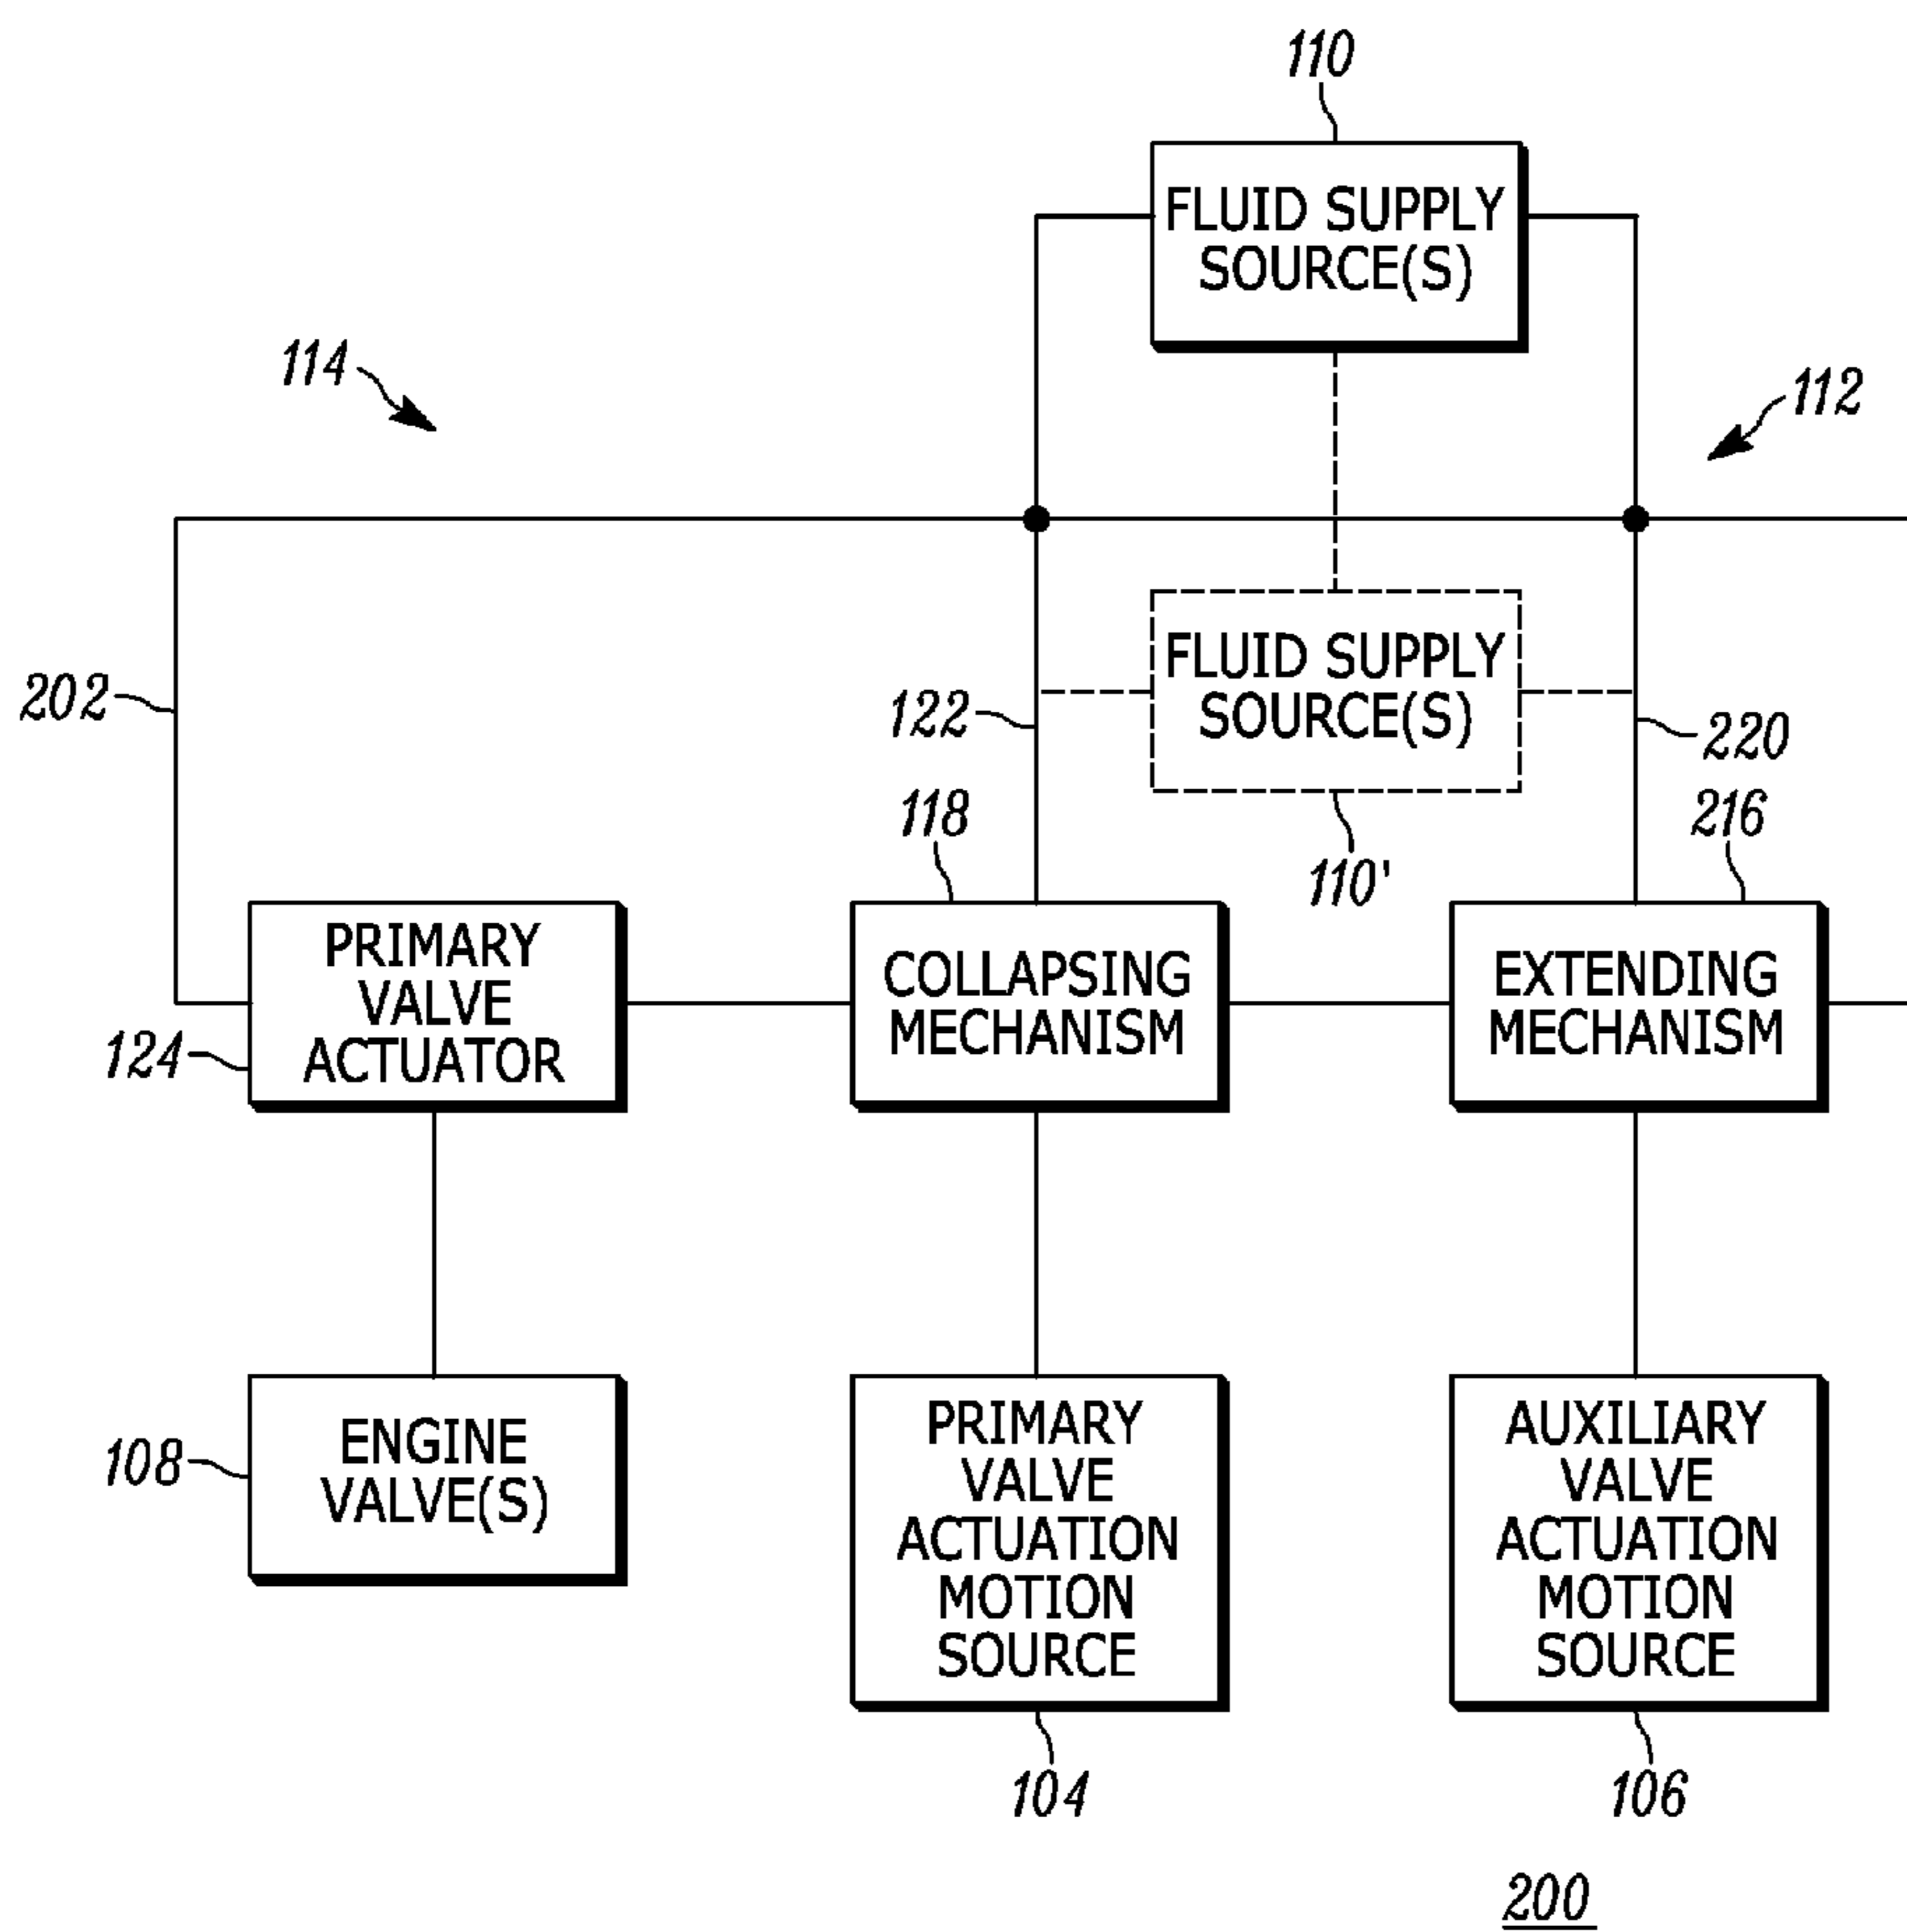 110
FLUID SUPPLY
SOURCE(S)
114
112
FLUID SUPPLY
SOURCE(S)
202
122
220
118
110'
216
PRIMARY
VALVE
ACTUATOR
COLLAPSING
MECHANISM
EXTENDING
MECHANISM
124
ENGINE
VALVE(S)
108
PRIMARY
VALVE
ACTUATION
MOTION
SOURCE
AUXILIARY
VALVE
ACTUATION
MOTION
SOURCE
104
106
200